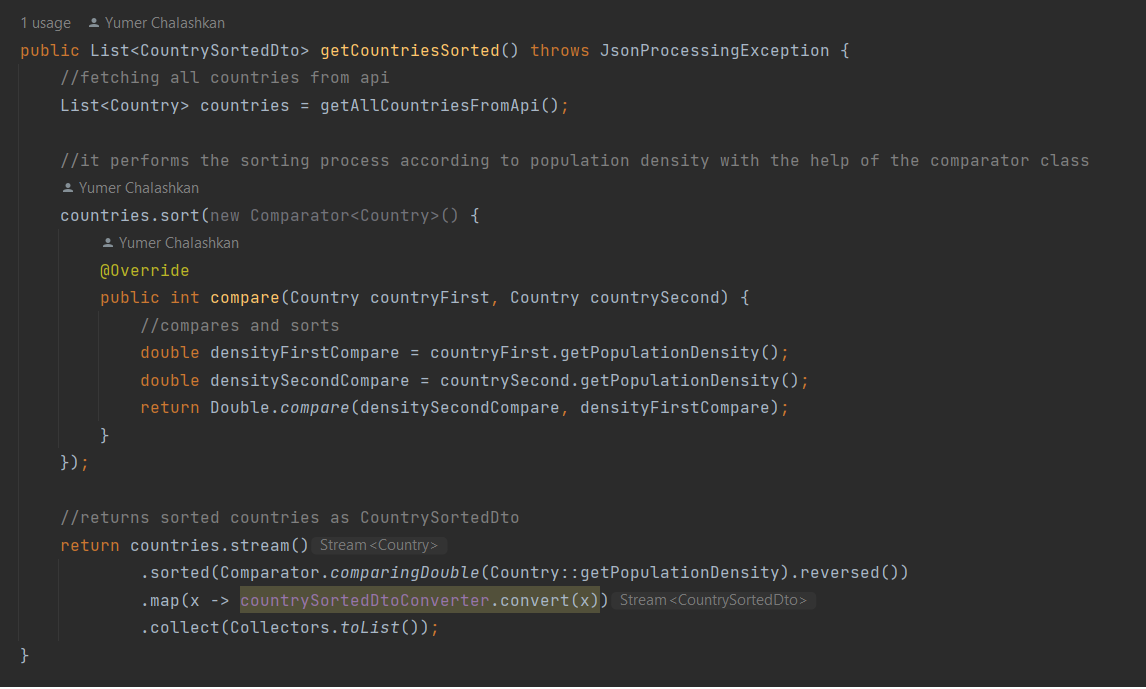 1 usage Yumer Chalashkan
public List<CountrySortedDto> getCountriesSorted() throws JsonProcessingException {
//fetching all countries from api
List<Country> countries = getAllCountriesFromApi();
//it performs the sorting process according to population density with the help of the comparator class
Yumer Chalashkan
countries.sort(new Comparator<Country>() {
Yumer Chalashkan
@Override
public int compare(Country countryFirst, Country countrySecond) {
//compares and sorts
double densityFirstCompare = countryFirst.getPopulationDensity();
double densitySecondCompare = countrySecond.getPopulationDensity();
return Double.compare(densitySecondCompare, densityFirstCompare);
}
});
//returns sorted countries as CountrySortedDto
return countries.stream() Stream<Country>
.sorted(Comparator.comparingDouble(Country::getPopulationDensity).reversed())
.map(x -> countrySortedDtoConverter.convert(x)) Stream<CountrySortedDto>
.collect(Collectors.toList());
}